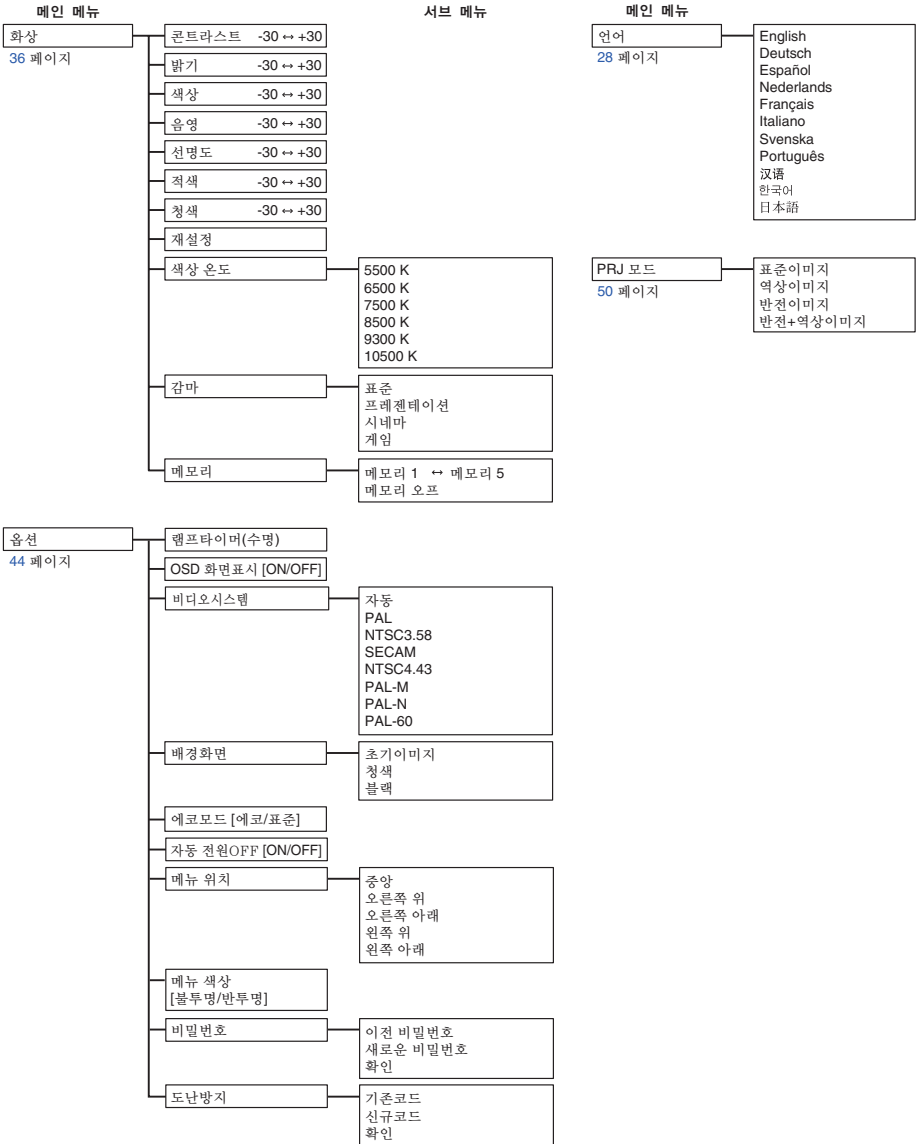 메인 메뉴
서브 메뉴
메인 메뉴
화상
36 페이지
콘트라스트 -30 ↔ +30
밝기 -30 ↔ +30
색상 -30 ↔ +30
음영 -30 ↔ +30
선명도 -30 ↔ +30
적색 -30 ↔ +30
청색 -30 ↔ +30
재설정
색상 온도
5500 K
6500 K
7500 K
8500 K
9300 K
10500 K
감마
표준
프레젠테이션
시네마
게임
메모리
메모리 1 ↔ 메모리 5
메모리 오프
언어
28 페이지
English
Deutsch
Español
Nederlands
Français
Italiano
Svenska
Português
汉语
한국어
日本語
PRJ 모드
50 페이지
표준이미지
역상이미지
반전이미지
반전+역상이미지
옵션
44 페이지
램프타이머(수명)
OSD 화면표시 [ON/OFF]
비디오시스템
자동
PAL
NTSC3.58
SECAM
NTSC4.43
PAL-M
PAL-N
PAL-60
배경화면
초기이미지
청색
블랙
에코모드 [에코/표준]
자동 전원OFF [ON/OFF]
메뉴 위치
중앙
오른쪽 위
오른쪽 아래
왼쪽 위
왼쪽 아래
메뉴 색상
[불투명/반투명]
비밀번호
이전 비밀번호
새로운 비밀번호
확인
도난방지
기존코드
신규코드
확인